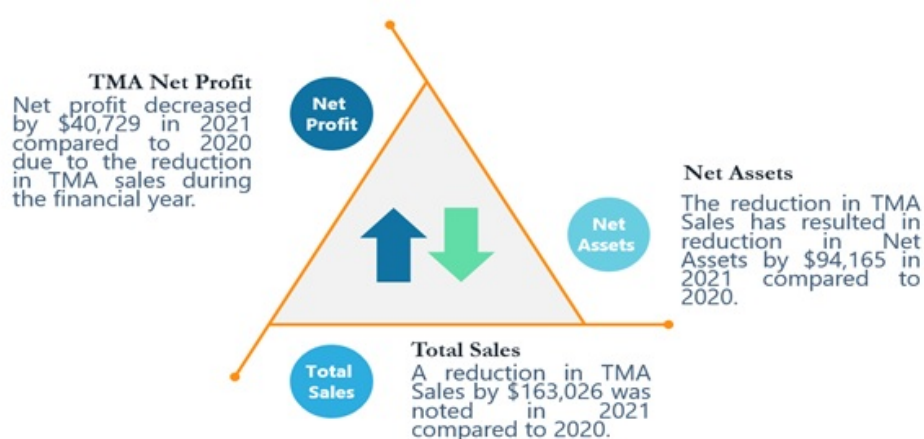 TMA Net Profit
Net profit decreased
by $40,729 in 2021
compared to 2020
due to the reduction
in TMA sales during
the financial year.
Net
Profit
Net Assets
The reduction in TMA
Sales has resulted in
reduction in Net
Assets by $94,165 in
2021 compared to
2020.
Net
Assets
Total
Sales
Total Sales
A reduction in TMA
Sales by $163,026 was
noted in 2021
compared to 2020.